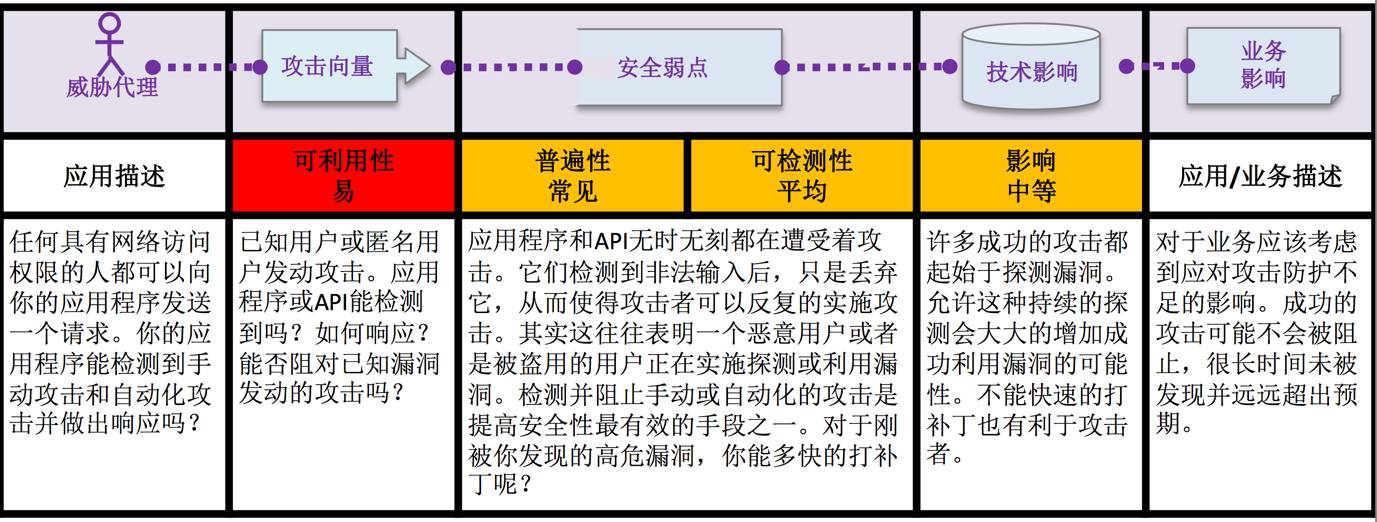 威胁代理
攻击向量
安全弱点
技术影响
业务
影响
应用描述
可利用性
易
普遍性
常见
可检测性
平均
影响
中等
应用/业务描述
任何具有网络访问
权限的人都可以向
你的应用程序发送
一个请求。你的应
用程序能检测到手
动攻击和自动化攻
击并做出响应吗？
已知用户或匿名用
户发动攻击。应用
程序或API能检测
到吗？如何响应？
能否阻对已知漏洞
发动的攻击吗？
应用程序和API无时无刻都在遭受着攻
击。它们检测到非法输入后，只是丢弃
它，从而使得攻击者可以反复的实施攻
击。其实这往往表明一个恶意用户或者
是被盗用的用户正在实施探测或利用漏
洞。检测并阻止手动或自动化的攻击是
提高安全性最有效的手段之一。对于刚
被你发现的高危漏洞，你能多快的打补
丁呢？
许多成功的攻击都
起始于探测漏洞。
允许这种持续的探
测会大大的增加成
功利用漏洞的可能
性。不能快速的打
补丁也有利于攻击
者。
对于业务应该考虑
到应对攻击防护不
足的影响。成功的
攻击可能不会被阻
止，很长时间未被
发现并远远超出预
期。